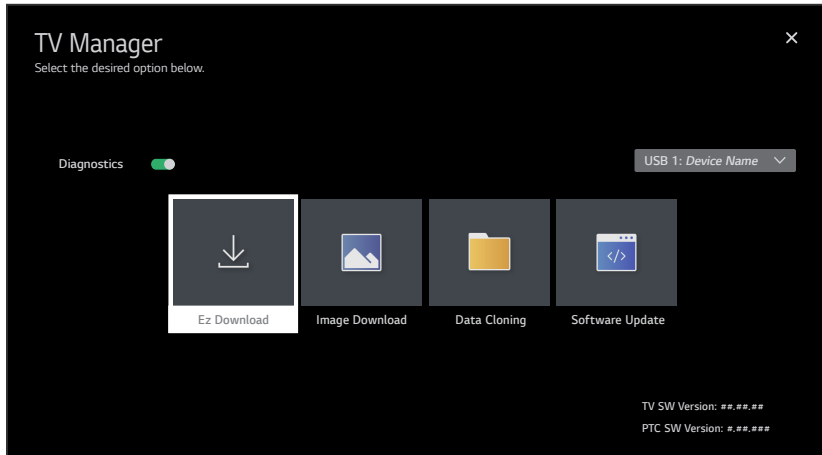 TV Manager
Select the desired option below.
Diagnostics
USB 1: Device Name
</>
Ez Download
Image Download
Data Cloning
Software Update
TV SW Version: ##.##.##
PTC SW Version: #.##.###